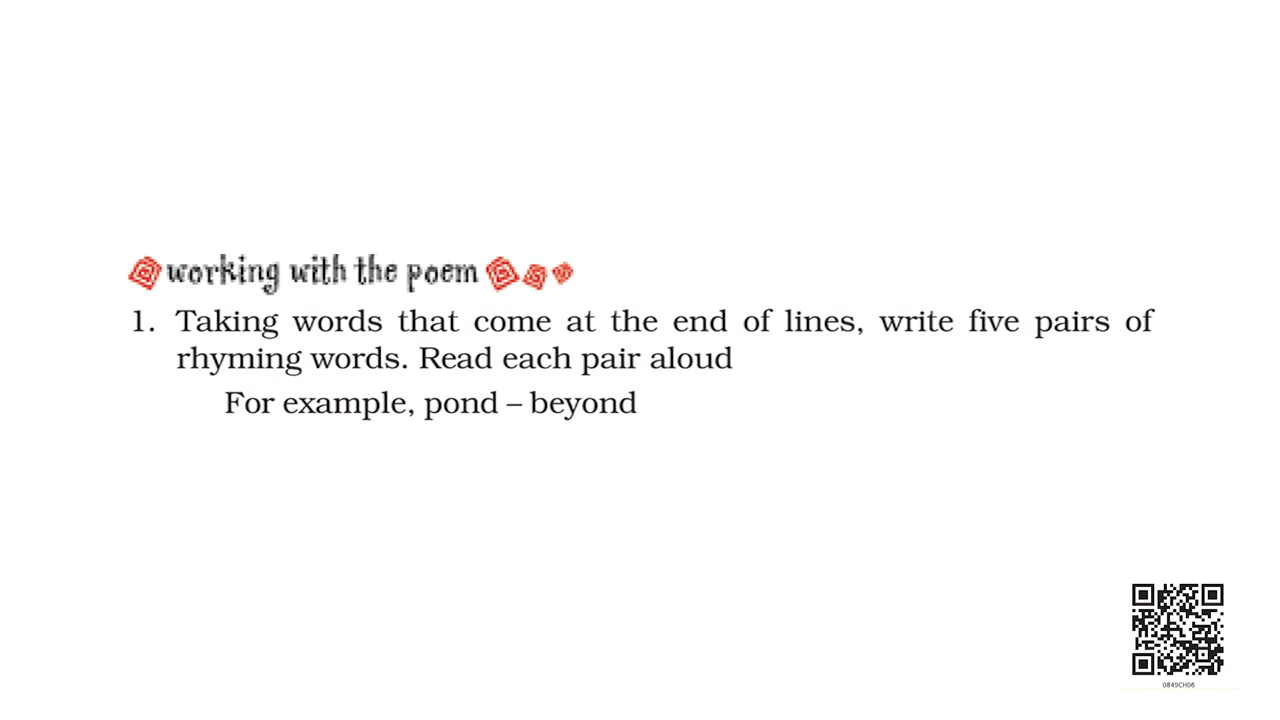 working with the poem
1. Taking words that come at the end of lines, write five pairs of
rhyming words. Read each pair aloud
For example, pond – beyond
0849CH06